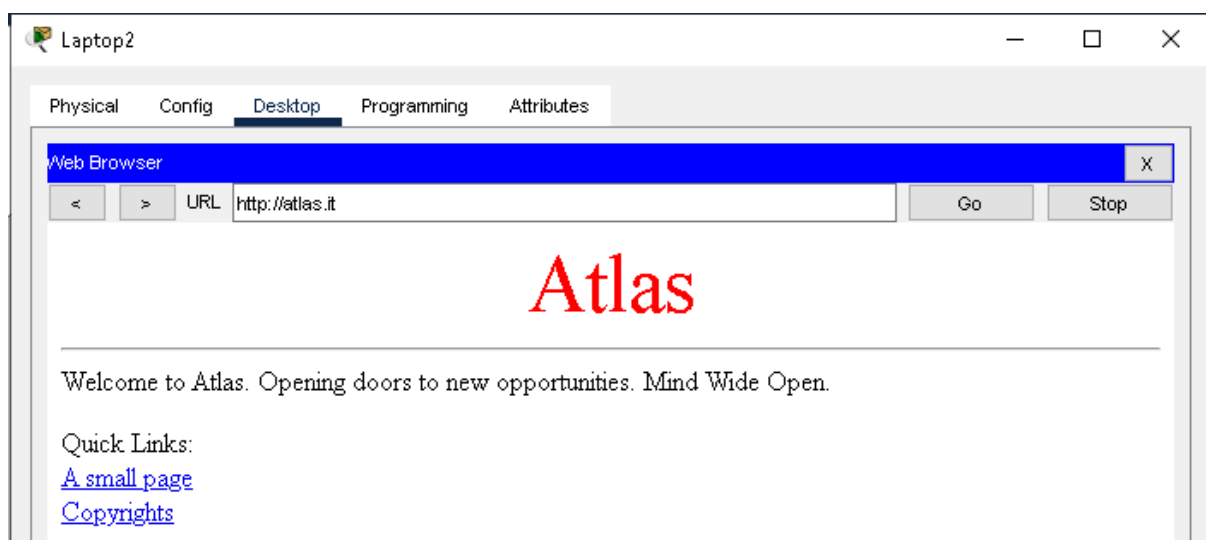 Laptop2
Physical Config Desktop Programming Attributes
Web Browser X
< > URL http://atlas.it Go Stop
Atlas
Welcome to Atlas. Opening doors to new opportunities. Mind Wide Open.
Quick Links:
A small page
Copyrights